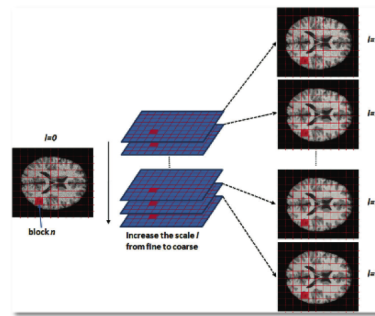 l=0
block n
Increase the scale l
from fine to coarse
l=
l=
l=
l=